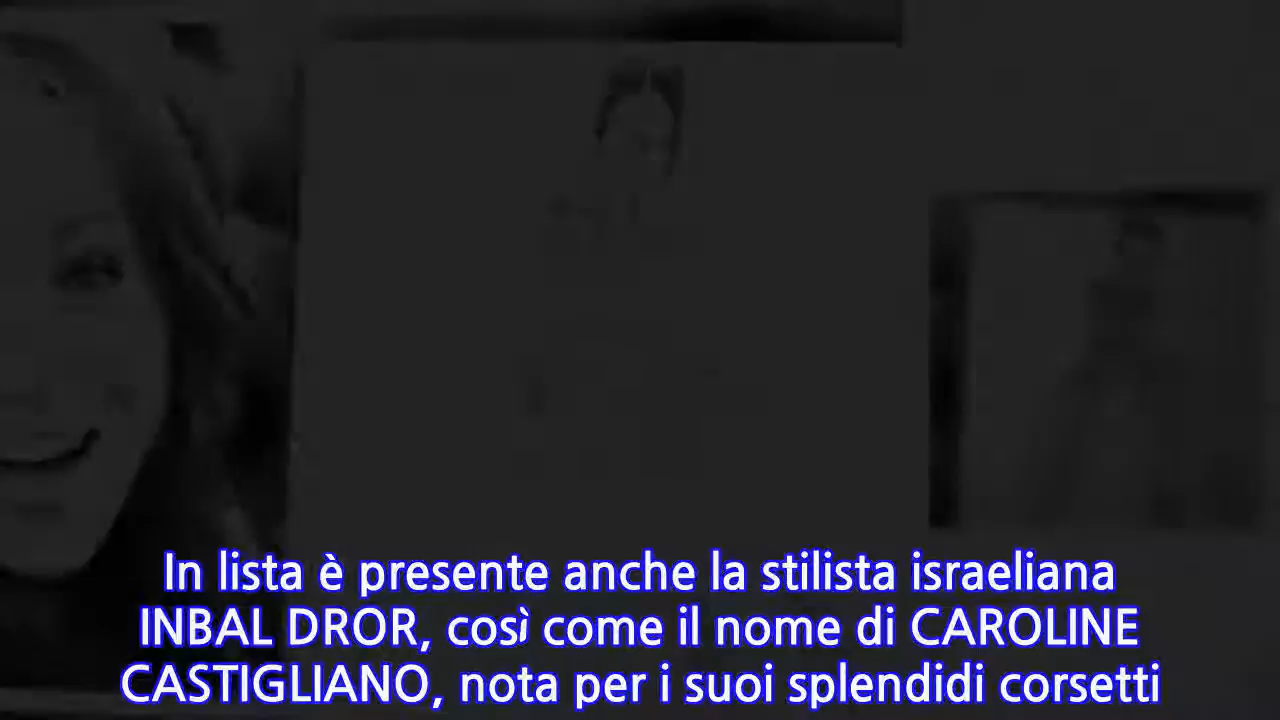 In lista è presente anche la stilista israeliana
INBAL DROR, così come il nome di CAROLINE
CASTIGLIANO, nota per i suoi splendidi corsetti